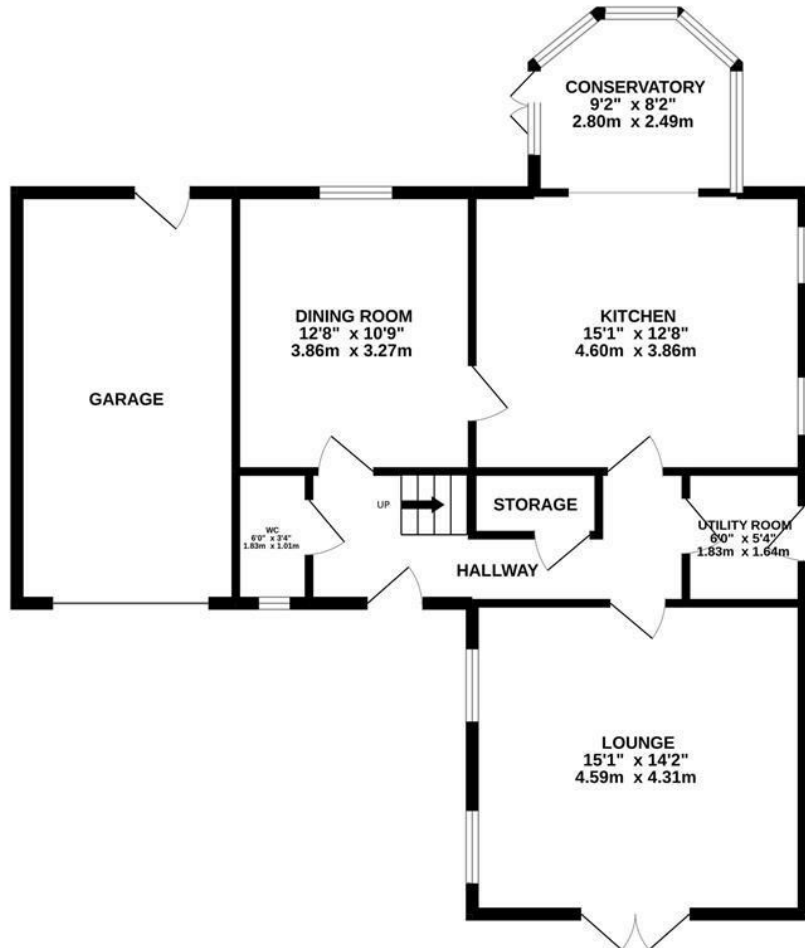 CONSERVATORY
9'2" x 8'2"
2.80m x 2.49m
DINING ROOM
12'8" x 10'9"
3.86m x 3.27m
KITCHEN
15'1" x 12'8"
4.60m x 3.86m
GARAGE
UP
STORAGE
WC
6'0" x 3'4"
1.83m x 1.01m
UTILITY ROOM
6'0" x 5'4"
1.83m x 1.64m
HALLWAY
LOUNGE
15'1" x 14'2"
4.59m x 4.31m